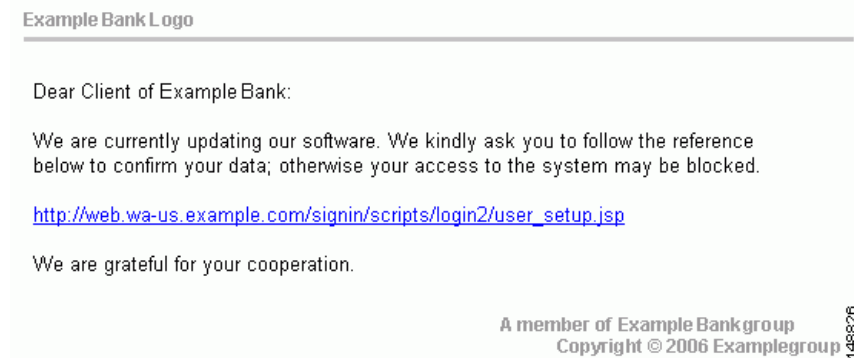 Example Bank Logo
Dear Client of Example Bank:
We are currently updating our software. We kindly ask you to follow the reference
below to confirm your data; otherwise your access to the system may be blocked.
http://web.wa-us.example.com/signin/scripts/login2/user_setup.jsp
We are grateful for your cooperation.
A member of Example Bankgroup
Copyright © 2006 Examplegroup
148826